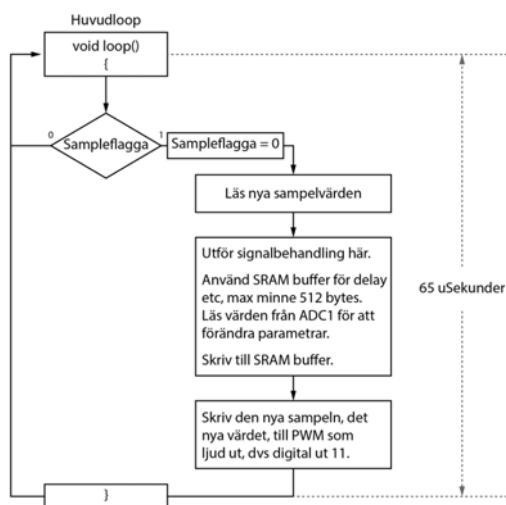 Huvudloop
void loop()
{
0
Sampleflagga
1
Sampleflagga = 0
Läs nya sampelvärden
Utför signalbehandling här.
Använd SRAM buffer för delay
etc, max minne 512 bytes.
Läs värden från ADC1 för att
förändra parametrar.
Skriv till SRAM buffer.
65 uSekunder
Skriv den nya sampeln, det
nya värdet, till PWM som
ljud ut, dvs digital ut 11.
}